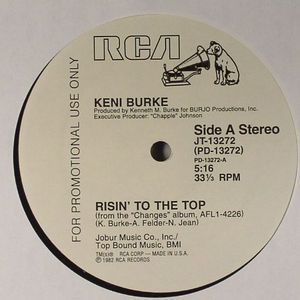 RCA
FOR PROMOTIONAL USE ONLY
KENI BURKE
Produced by Kenneth M. Burke for BURJO Productions, Inc.
Executive Producer: "Chapple" Johnson
Side A Stereo
JT-13272
(PD-13272)
PD-13272-A
5:16
33⅓ RPM
RISIN' TO THE TOP
(from the "Changes" album, AFL1-4226)
(K. Burke-A. Felder-N. Jean)
Jobur Music Co., Inc./
Top Bound Music, BMI
TM(s)® RCA CORP — MADE IN U.S.A.
℗ 1982 RCA RECORDS